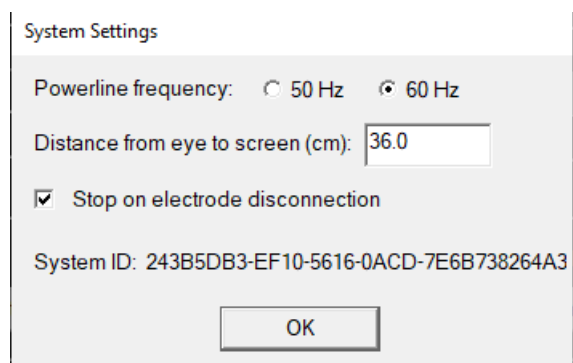 System Settings
Powerline frequency: 50 Hz 60 Hz
Distance from eye to screen (cm): 36.0
Stop on electrode disconnection
System ID: 243B5DB3-EF10-5616-0ACD-7E6B738264A3
OK